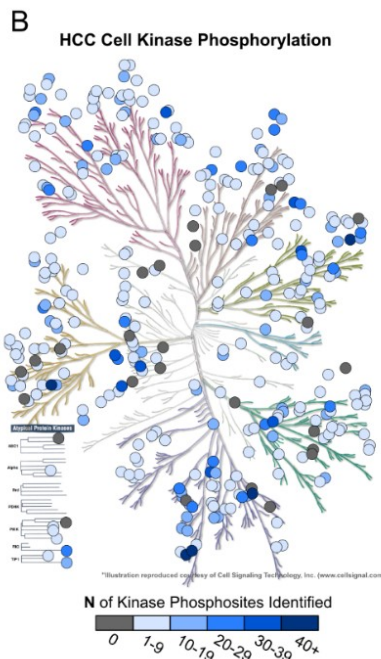 B
HCC Cell Kinase Phosphorylation
Atypical Protein Kinases
*Illustration reproduced courtesy of Cell Signaling Technology, Inc. (www.cellsignal.com
N of Kinase Phosphosites Identified
0 1-9 10-19 20-29 30-39 40+